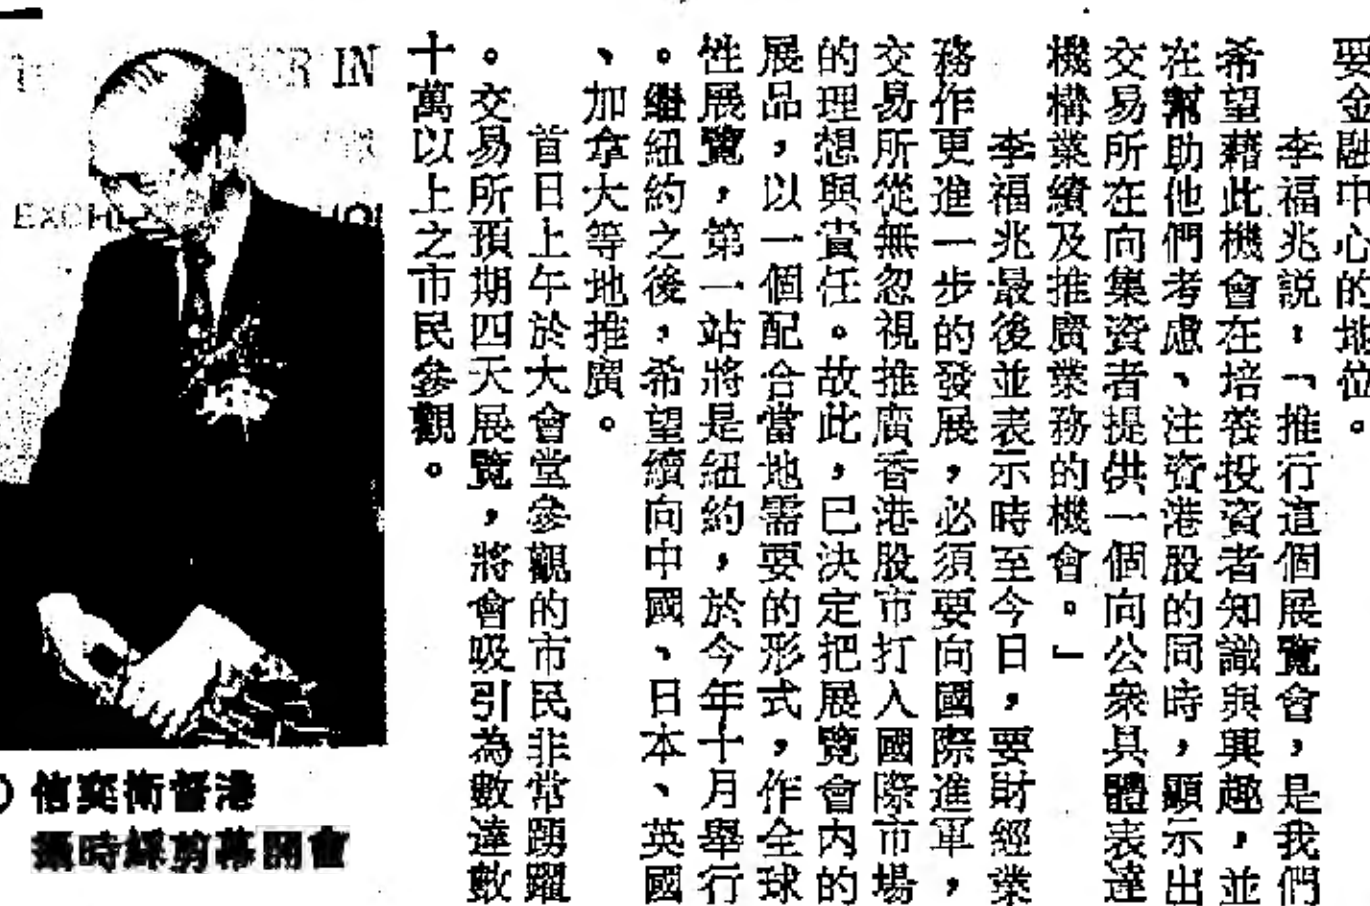 要金融中心的地位。
李福兆説：「推行這個展覽會，是我們
希望藉此機會在培養投資者知識與興趣，並
在幫助他們考慮、注資港股的同時，顯示出
交易所在向集資者提供一個向公衆具體表達
機構業績及推廣業務的機會。」
李福兆最後並表示時至今日，要財經業
務作更進一步的發展，必須要向國際進軍，
交易所從無忽視推廣香港股市打入國際市場
的理想與責任。故此，已決定把展覽會內的
展品，以一個配合當地需要的形式，作全球
性展覽，第一站將是紐約，於今年十月舉行
。繼紐約之後，希望續向中國、日本、英國
、加拿大等地推廣。
首日上午於大會堂參觀的市民非常踴躍
。交易所預期四天展覽，將會吸引為數達數
十萬以上之市民參觀。
R IN
EXCH
港督衞奕信
會開幕剪綵時攝